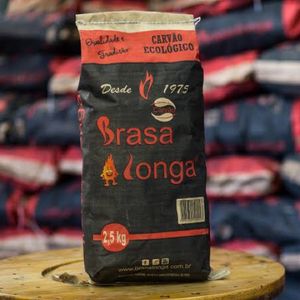 Qualidade e Tradição
CARVÃO
ECOLÓGICO
Desde 1975
Brasa
Longa
2,5 kg
www.brasalonga.com.br